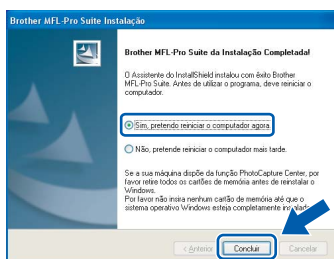 Brother MFL-Pro Suite Instalação
Brother MFL-Pro Suite da Instalação Completada!
O Assistente do InstallShield instalou com êxito Brother
MFL-Pro Suite. Antes de utilizar o programa, deve reiniciar o
computador.
Sim, pretendo reiniciar o computador agora.
Não, pretende reiniciar o computador mais tarde.
Se a sua máquina dispõe da função PhotoCapture Center, por
favor retire todos os cartões de memória antes de reinstalar o
Windows.
Por favor não insira nenhum cartão de memória até que o
sistema operativo Windows esteja completamente instalado.
< Anterior Concluir Cancelar